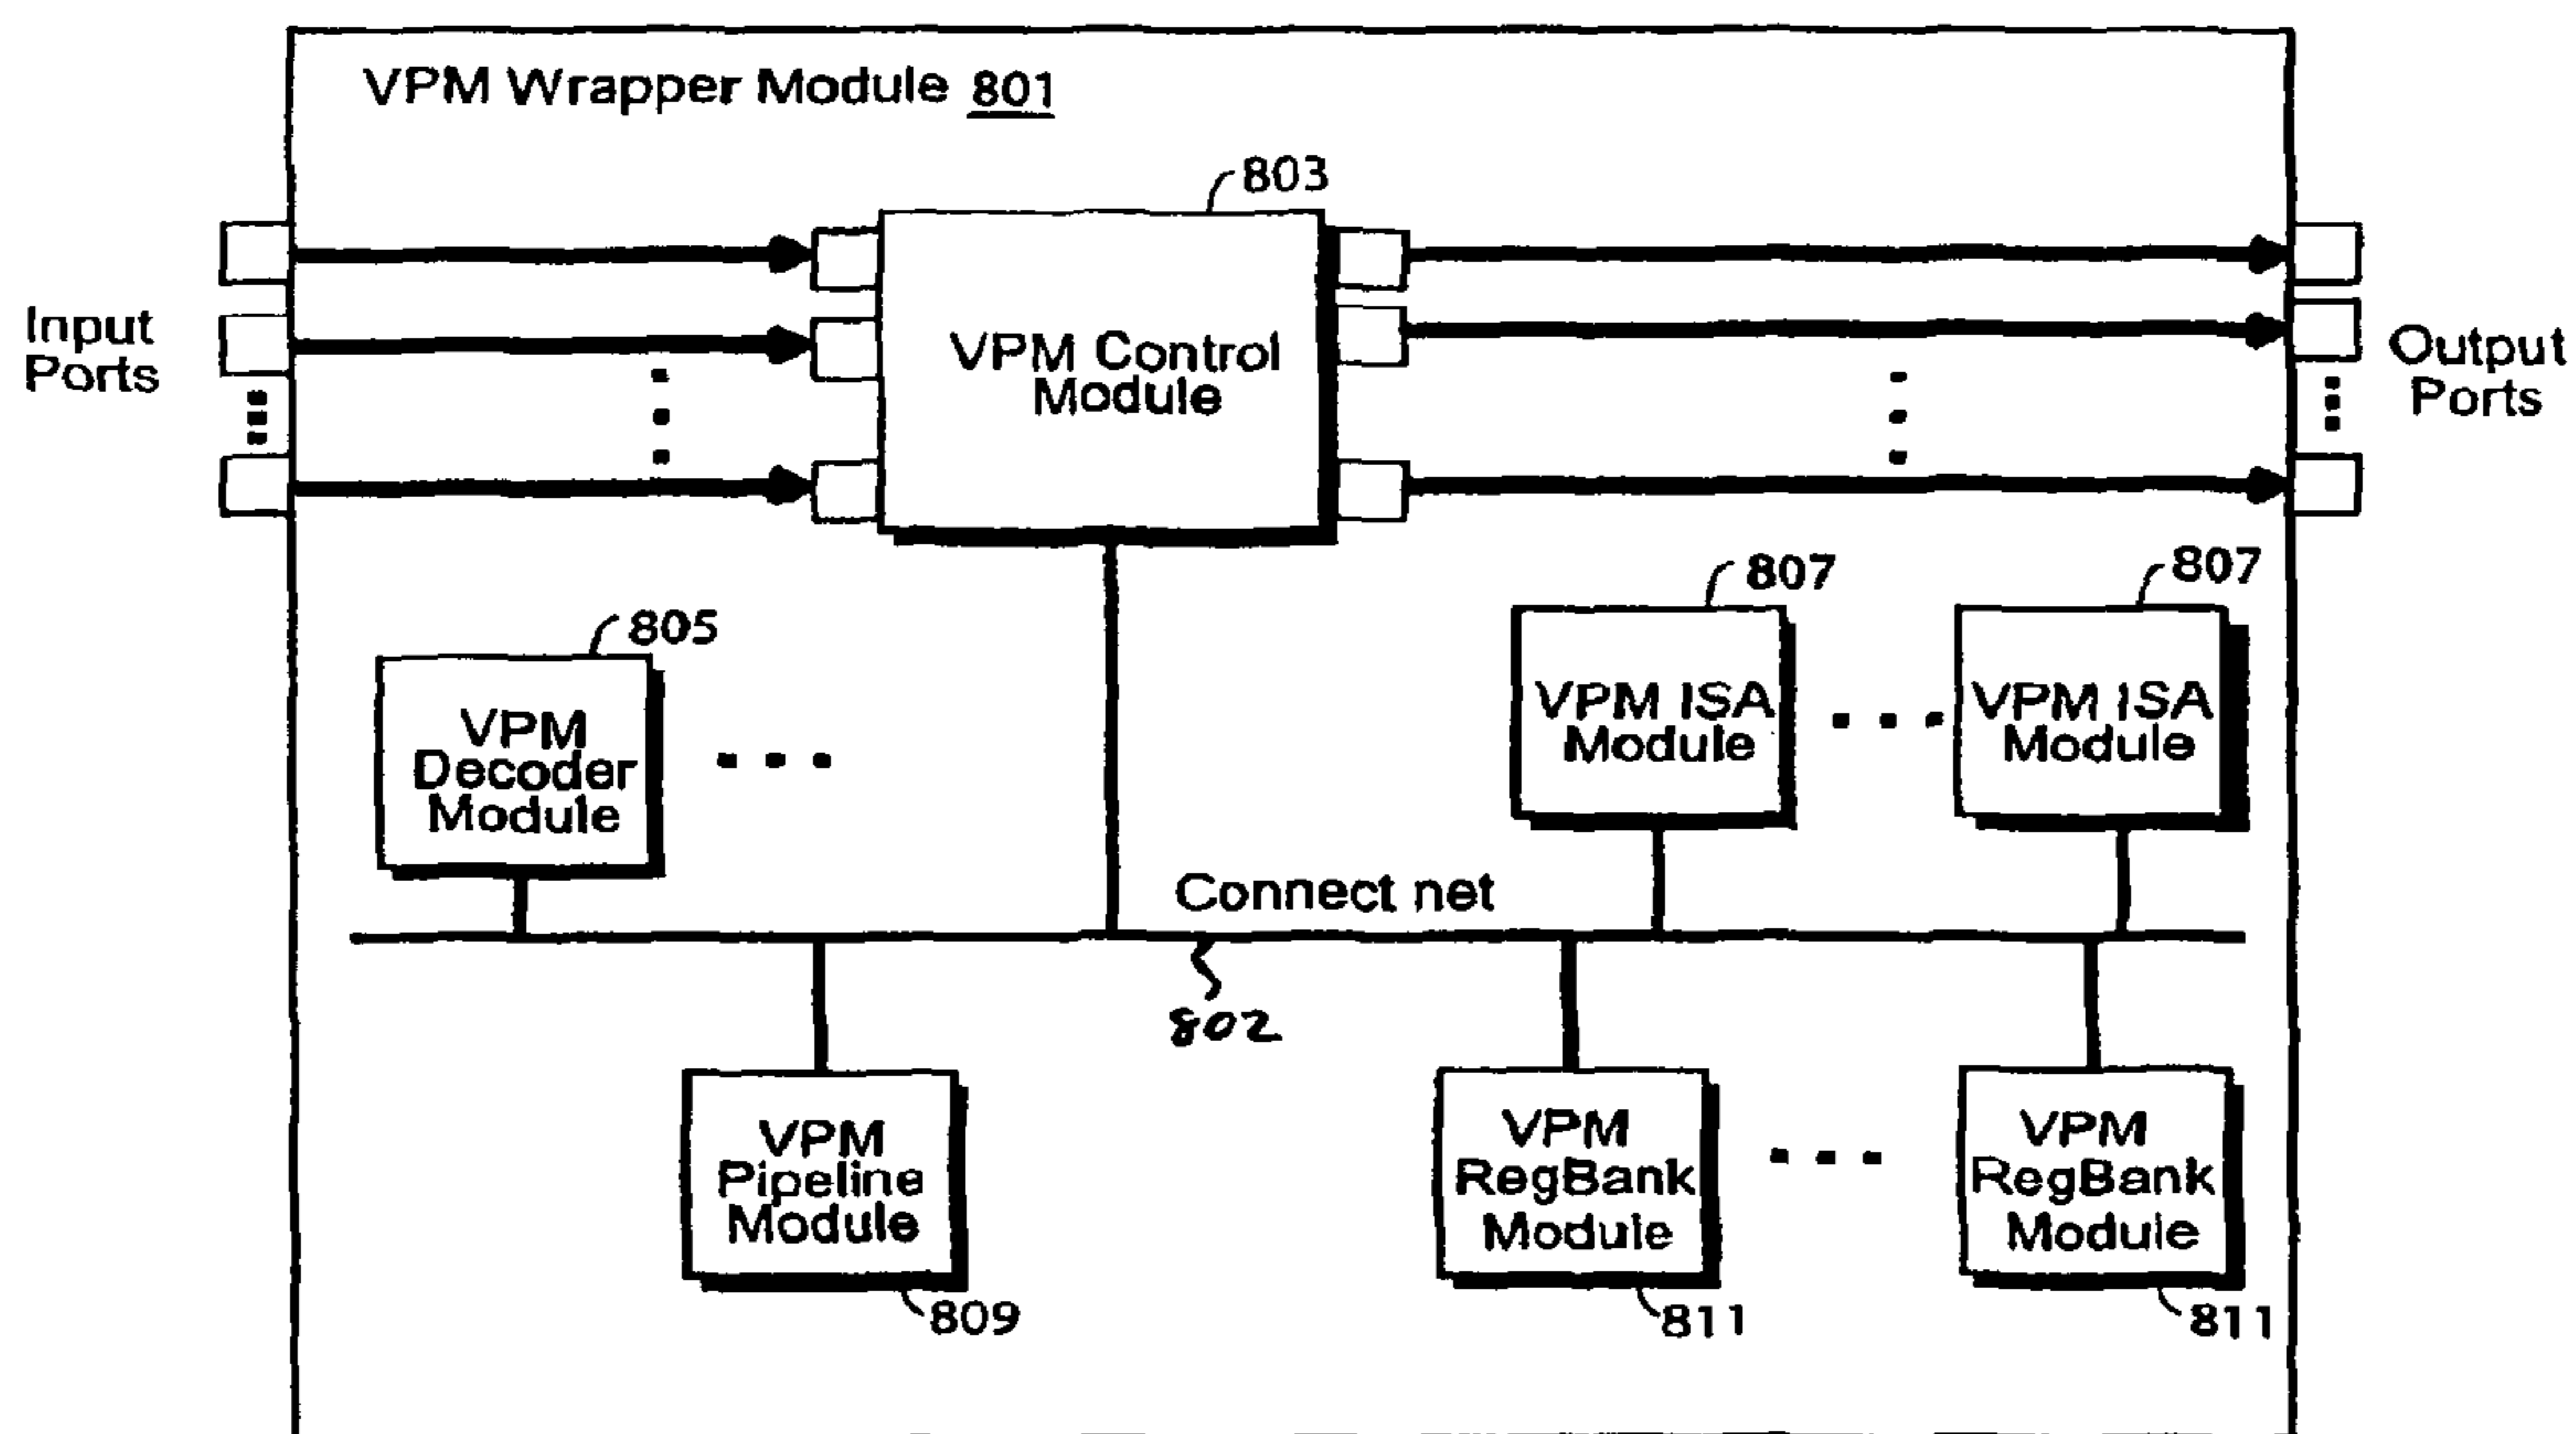 VPM Wrapper Module 801
803
Input
Ports
VPM Control
Module
Output
Ports
805
807
807
VPM
Decoder
Module
VPM ISA
Module
VPM ISA
Module
Connect net
802
VPM
Pipeline
Module
VPM
RegBank
Module
VPM
RegBank
Module
809
811
811